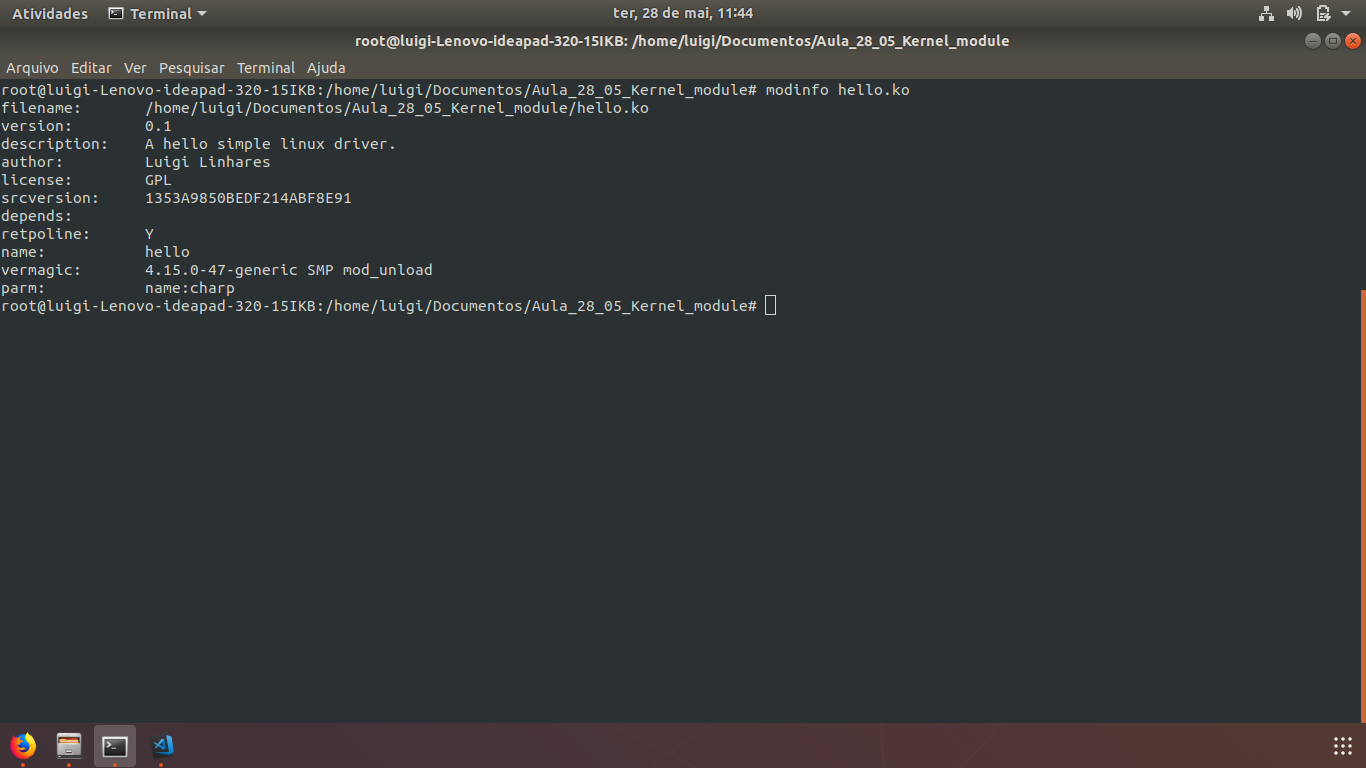 Atividades Terminal ter, 28 de mai, 11:44
root@luigi-Lenovo-ideapad-320-15IKB: /home/luigi/Documentos/Aula_28_05_Kernel_module
Arquivo Editar Ver Pesquisar Terminal Ajuda
root@luigi-Lenovo-ideapad-320-15IKB:/home/luigi/Documentos/Aula_28_05_Kernel_module# modinfo hello.ko
filename:       /home/luigi/Documentos/Aula_28_05_Kernel_module/hello.ko
version:        0.1
description:    A hello simple linux driver.
author:         Luigi Linhares
license:        GPL
srcversion:     1353A9850BEDF214ABF8E91
depends:
retpoline:      Y
name:           hello
vermagic:       4.15.0-47-generic SMP mod_unload
parm:           name:charp
root@luigi-Lenovo-ideapad-320-15IKB:/home/luigi/Documentos/Aula_28_05_Kernel_module#